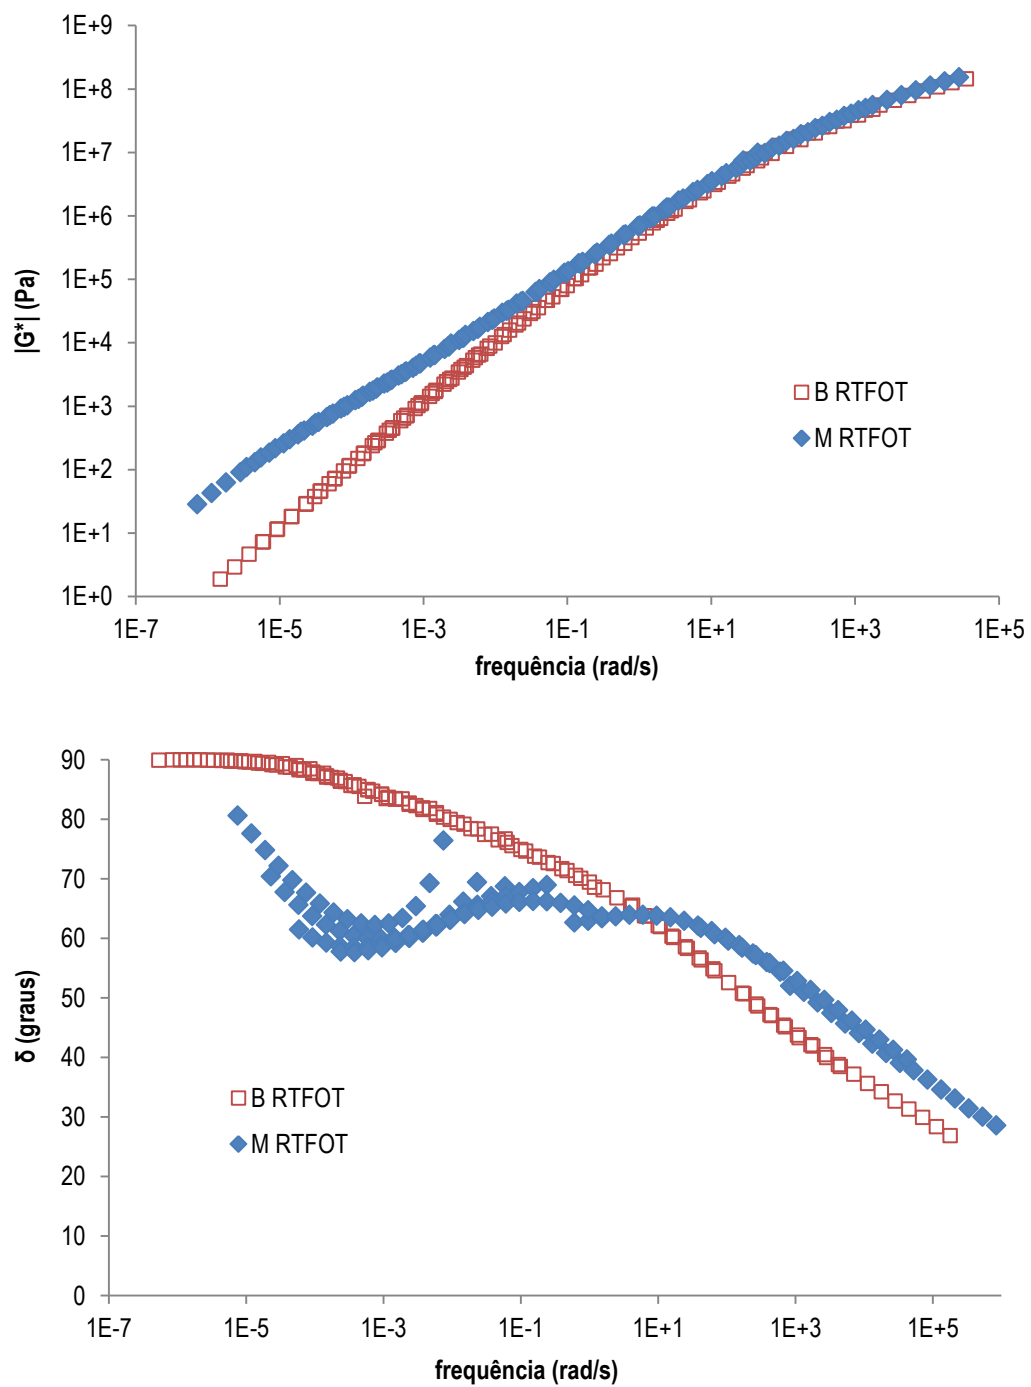 1E+9
1E+8
1E+7
1E+6
1E+5
1E+4
1E+3
1E+2
1E+1
1E+0
|G*| (Pa)
B RTFOT
M RTFOT
1E-7 1E-5 1E-3 1E-1 1E+1 1E+3 1E+5
frequência (rad/s)
90
80
70
60
50
40
30
20
10
0
δ (graus)
B RTFOT
M RTFOT
1E-7 1E-5 1E-3 1E-1 1E+1 1E+3 1E+5
frequência (rad/s)